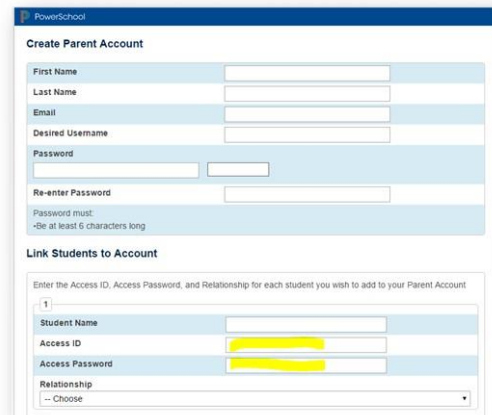 PowerSchool
Create Parent Account
First Name
Last Name
Email
Desired Username
Password
Re-enter Password
Password must:
•Be at least 6 characters long
Link Students to Account
Enter the Access ID, Access Password, and Relationship for each student you wish to add to your Parent Account
1
Student Name
Access ID
Access Password
Relationship
-- Choose